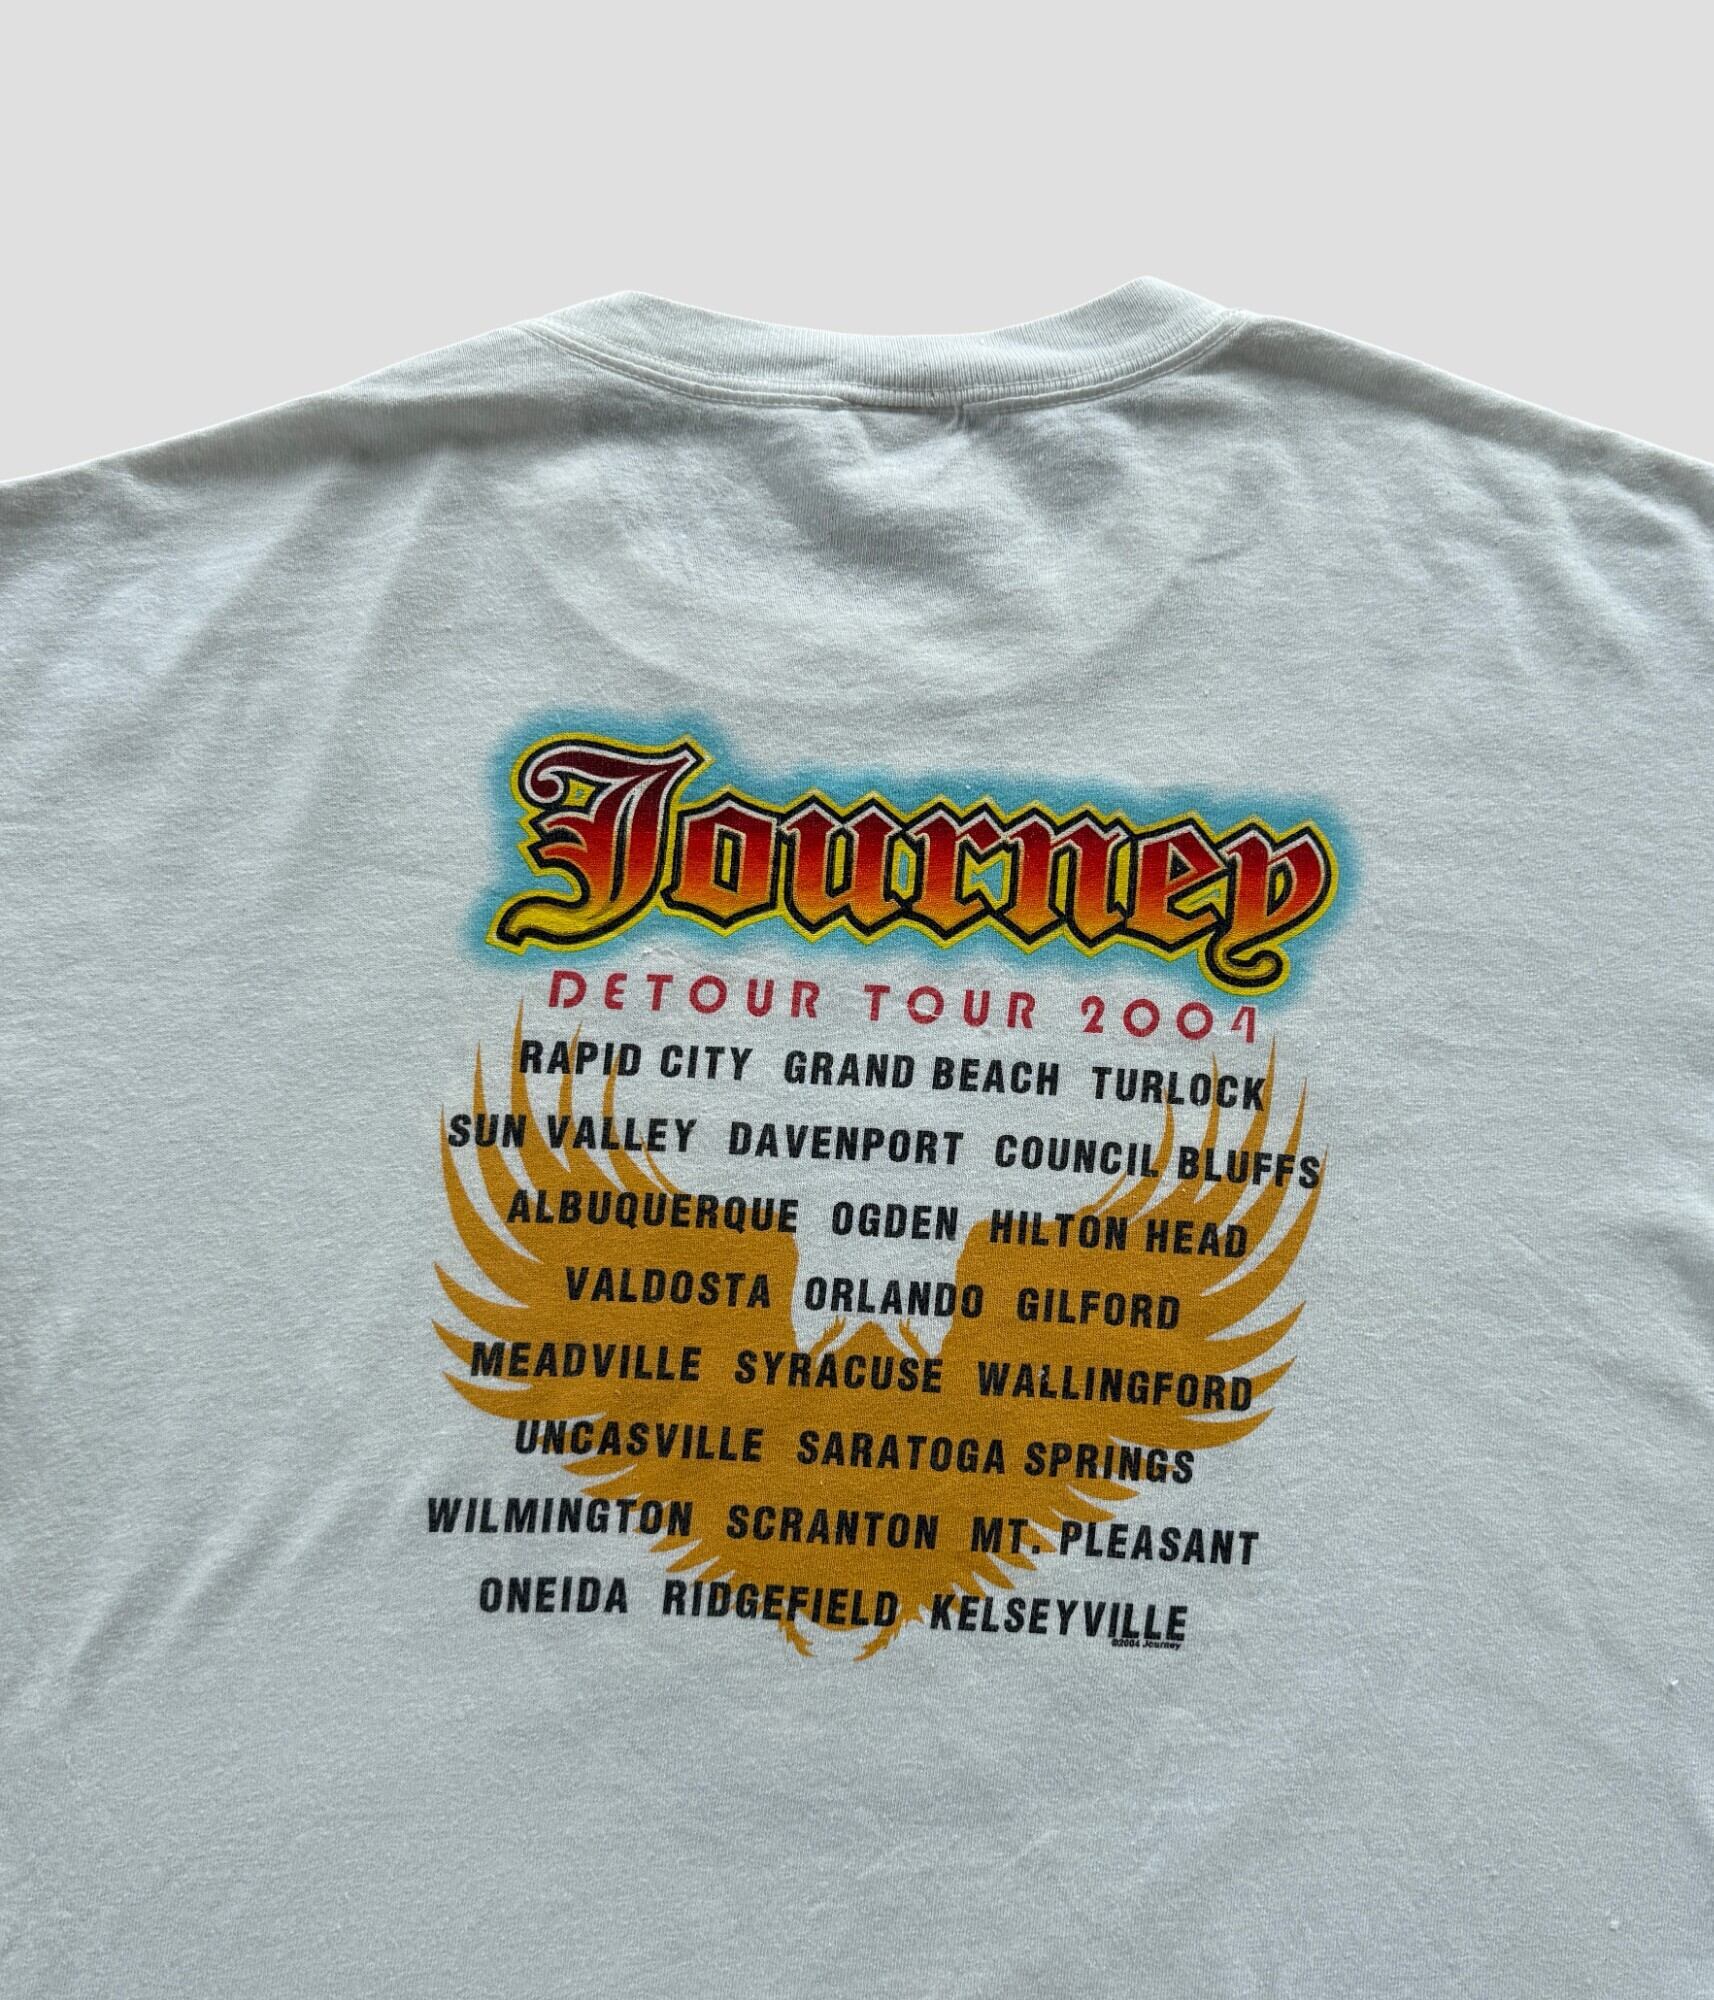 Journey
DETOUR TOUR 2004
RAPID CITY GRAND BEACH TURLOCK
SUN VALLEY DAVENPORT COUNCIL BLUFFS
ALBUQUERQUE OGDEN HILTON HEAD
VALDOSTA ORLANDO GILFORD
MEADVILLE SYRACUSE WALLINGFORD
UNCASVILLE SARATOGA SPRINGS
WILMINGTON SCRANTON MT. PLEASANT
ONEIDA RIDGEFIELD KELSEYVILLE
©2004 Journey